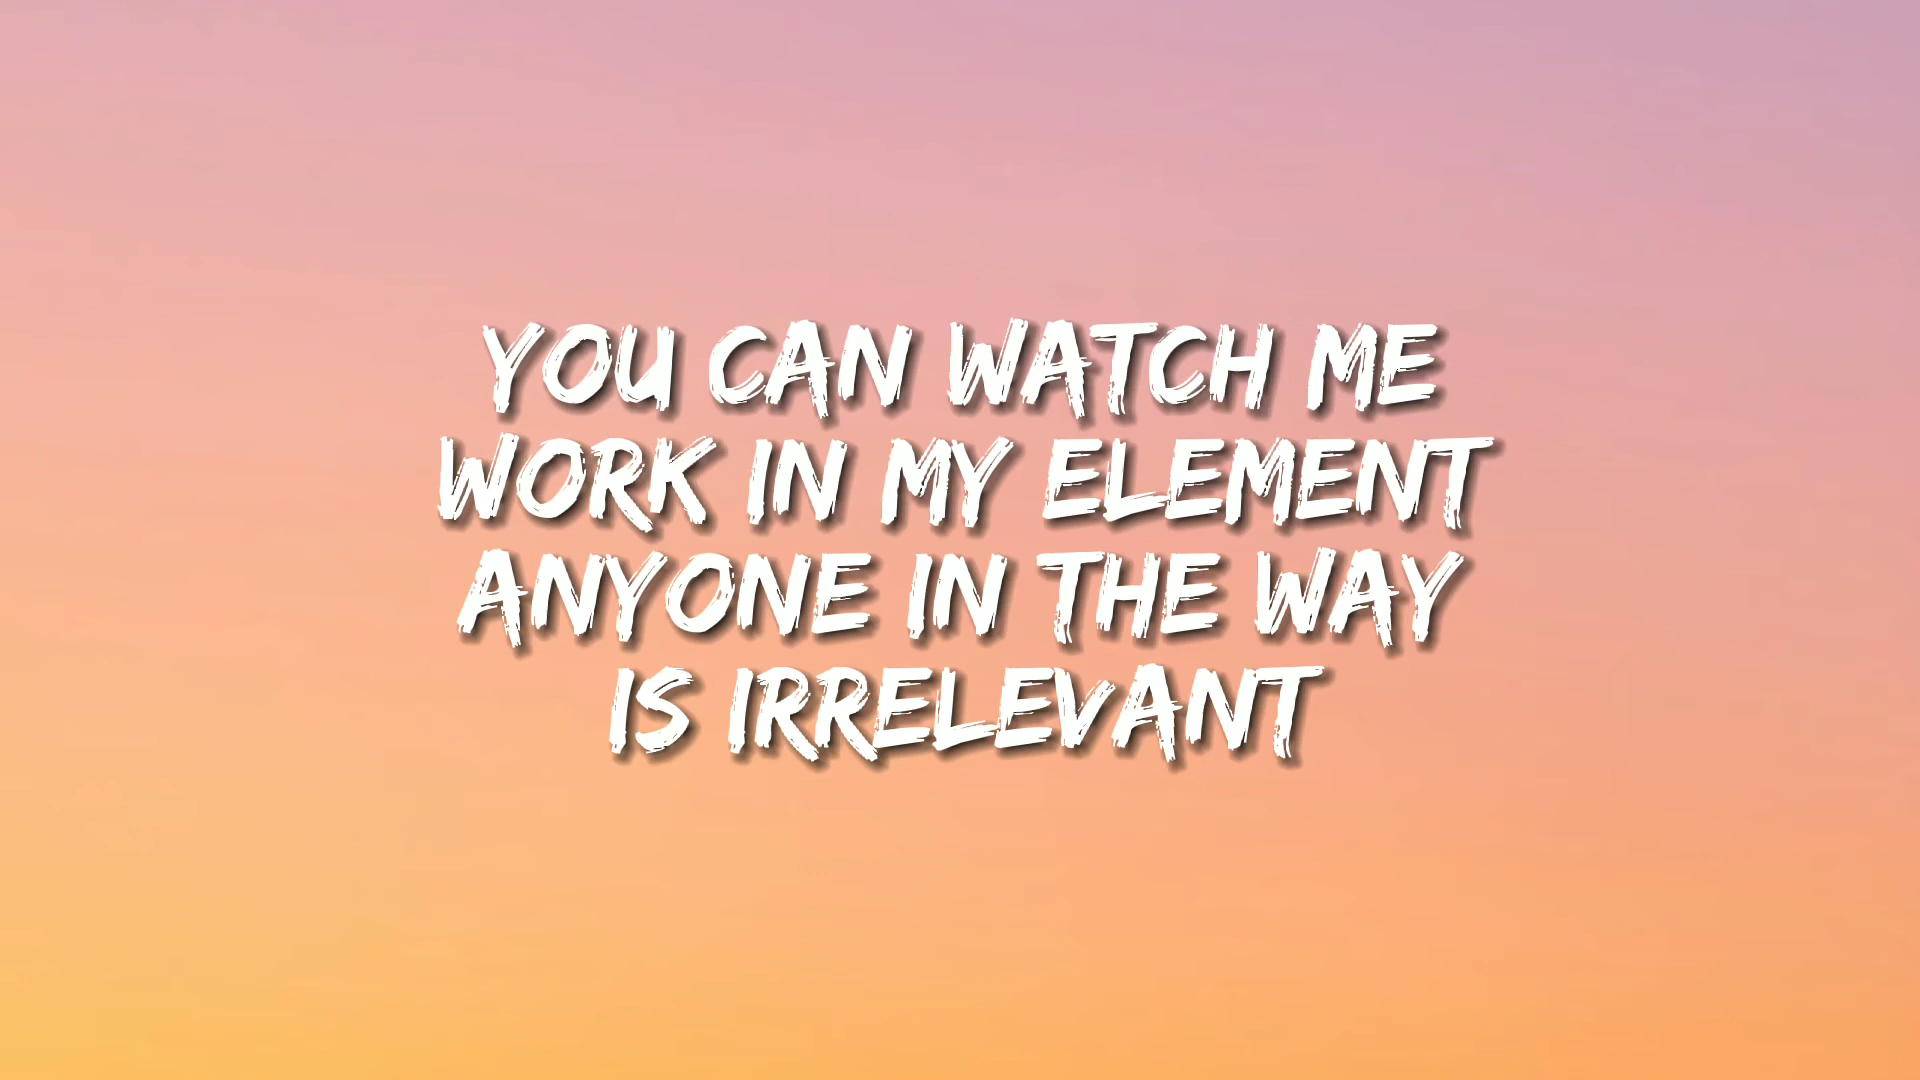 YOU CAN WATCH ME
WORK IN MY ELEMENT
ANYONE IN THE WAY
IS IRRELEVANT